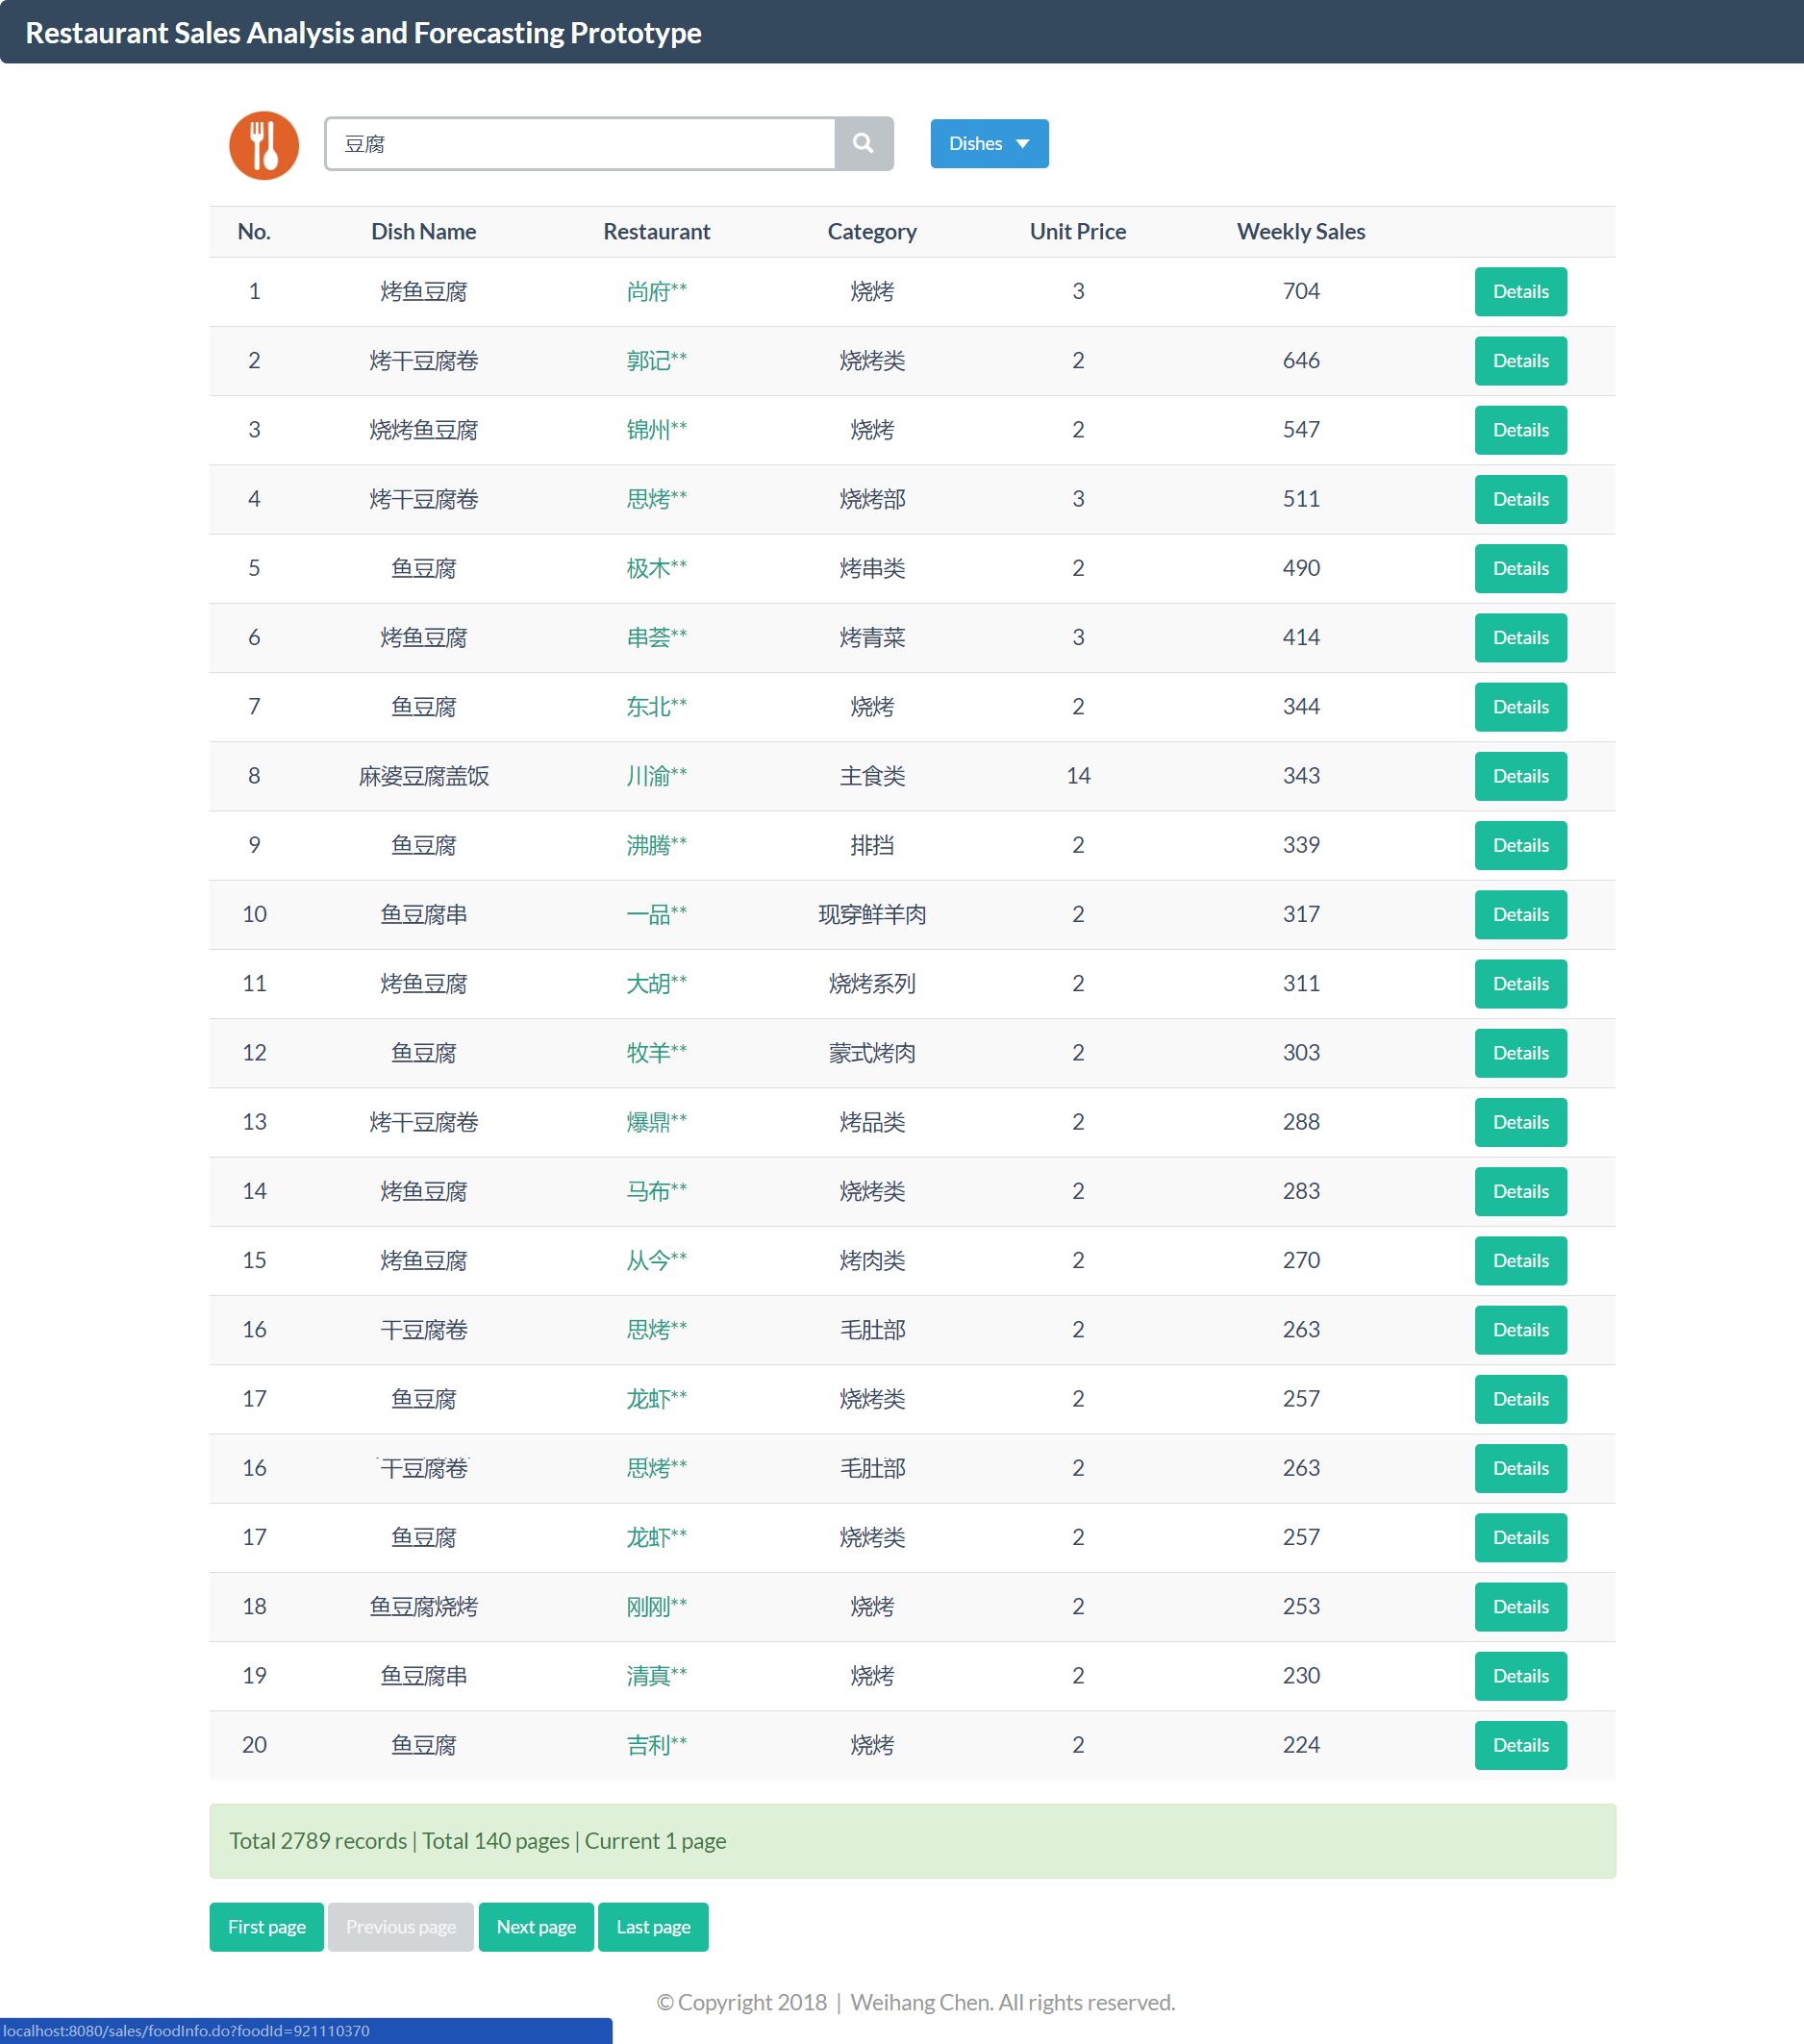 Restaurant Sales Analysis and Forecasting Prototype
豆腐 Dishes
No. Dish Name Restaurant Category Unit Price Weekly Sales
1 烤鱼豆腐 尚府** 烧烤 3 704 Details
2 烤干豆腐卷 郭记** 烧烤类 2 646 Details
3 烧烤鱼豆腐 锦州** 烧烤 2 547 Details
4 烤干豆腐卷 思烤** 烧烤部 3 511 Details
5 鱼豆腐 极木** 烤串类 2 490 Details
6 烤鱼豆腐 串荟** 烤青菜 3 414 Details
7 鱼豆腐 东北** 烧烤 2 344 Details
8 麻婆豆腐盖饭 川渝** 主食类 14 343 Details
9 鱼豆腐 沸腾** 排挡 2 339 Details
10 鱼豆腐串 一品** 现穿鲜羊肉 2 317 Details
11 烤鱼豆腐 大胡** 烧烤系列 2 311 Details
12 鱼豆腐 牧羊** 蒙式烤肉 2 303 Details
13 烤干豆腐卷 爆鼎** 烤品类 2 288 Details
14 烤鱼豆腐 马布** 烧烤类 2 283 Details
15 烤鱼豆腐 从今** 烤肉类 2 270 Details
16 干豆腐卷 思烤** 毛肚部 2 263 Details
17 鱼豆腐 龙虾** 烧烤类 2 257 Details
16 干豆腐卷 思烤** 毛肚部 2 263 Details
17 鱼豆腐 龙虾** 烧烤类 2 257 Details
18 鱼豆腐烧烤 刚刚** 烧烤 2 253 Details
19 鱼豆腐串 清真** 烧烤 2 230 Details
20 鱼豆腐 吉利** 烧烤 2 224 Details
Total 2789 records | Total 140 pages | Current 1 page
First page Previous page Next page Last page
© Copyright 2018 | Weihang Chen. All rights reserved.
localhost:8080/sales/foodInfo.do?foodId=921110370